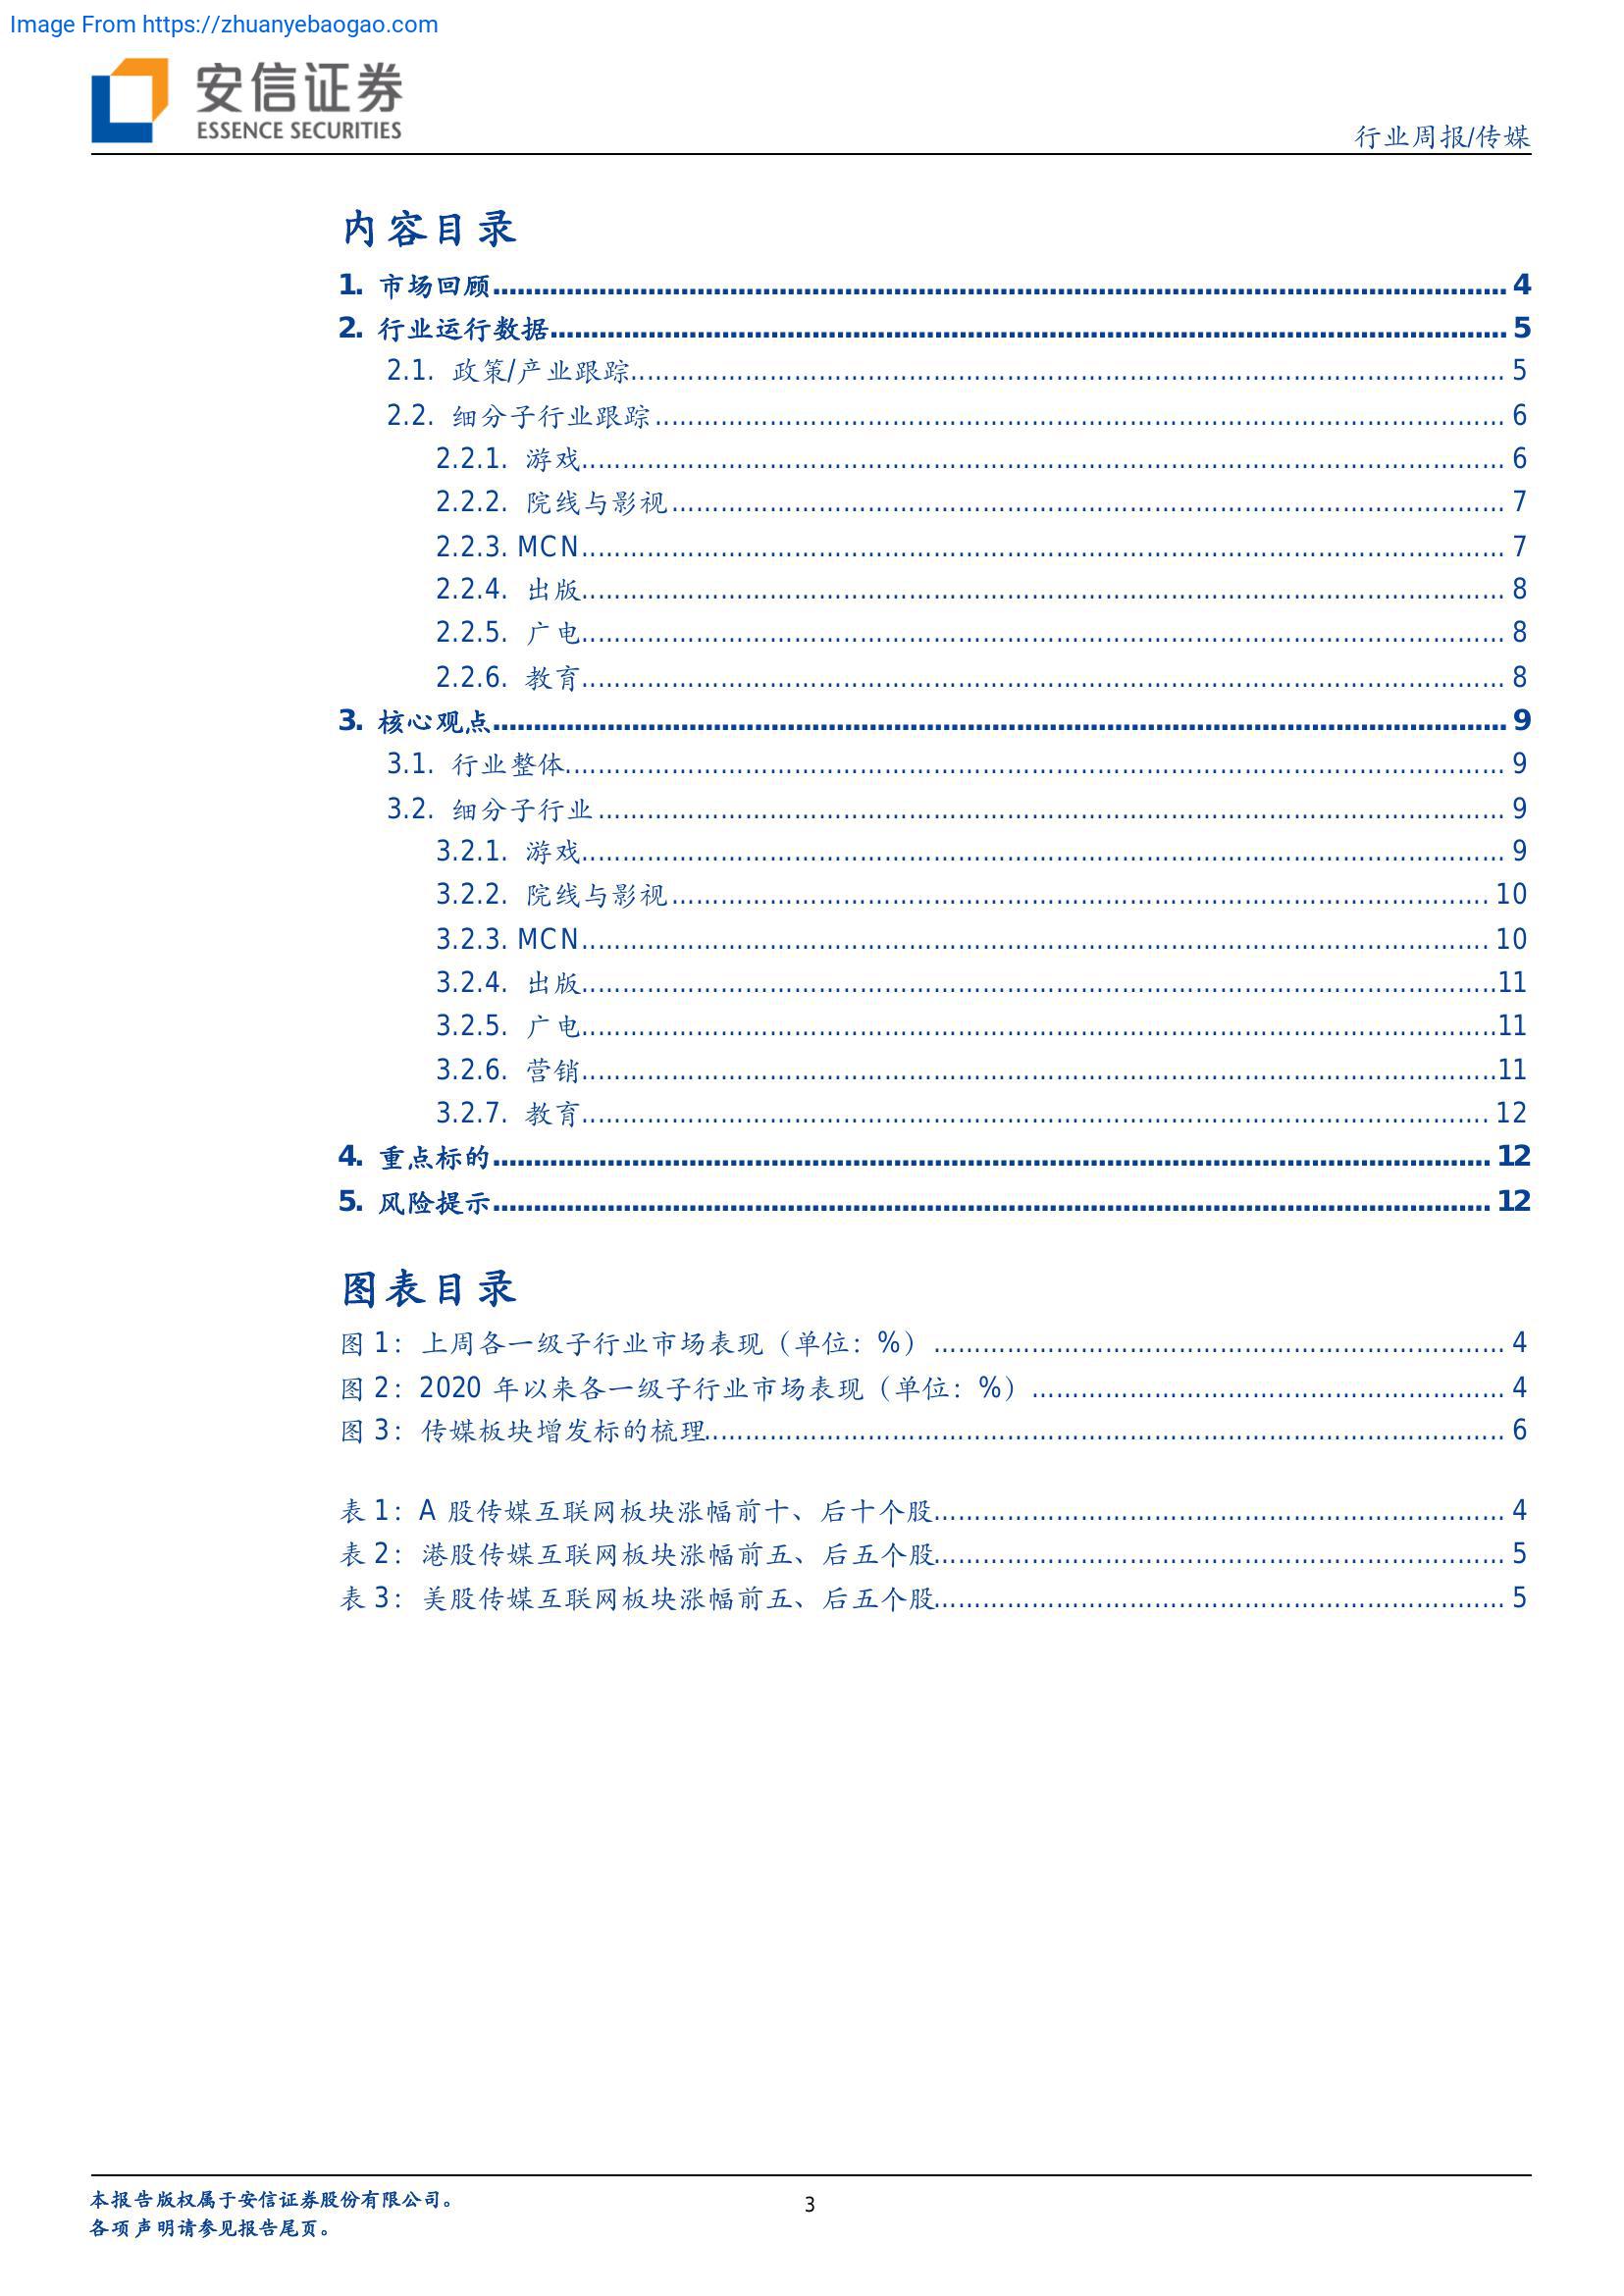 Image From https://zhuanyebaogao.com
安信证券
ESSENCE SECURITIES
行业周报/传媒
内容目录
1. 市场回顾 4
2. 行业运行数据 5
2.1. 政策/产业跟踪 5
2.2. 细分子行业跟踪 6
2.2.1. 游戏 6
2.2.2. 院线与影视 7
2.2.3. MCN 7
2.2.4. 出版 8
2.2.5. 广电 8
2.2.6. 教育 8
3. 核心观点 9
3.1. 行业整体 9
3.2. 细分子行业 9
3.2.1. 游戏 9
3.2.2. 院线与影视 10
3.2.3. MCN 10
3.2.4. 出版 11
3.2.5. 广电 11
3.2.6. 营销 11
3.2.7. 教育 12
4. 重点标的 12
5. 风险提示 12
图表目录
图 1：上周各一级子行业市场表现（单位：%） 4
图 2：2020 年以来各一级子行业市场表现（单位：%） 4
图 3：传媒板块增发标的梳理 6
表 1：A 股传媒互联网板块涨幅前十、后十个股 4
表 2：港股传媒互联网板块涨幅前五、后五个股 5
表 3：美股传媒互联网板块涨幅前五、后五个股 5
本报告版权属于安信证券股份有限公司。
各项声明请参见报告尾页。
3